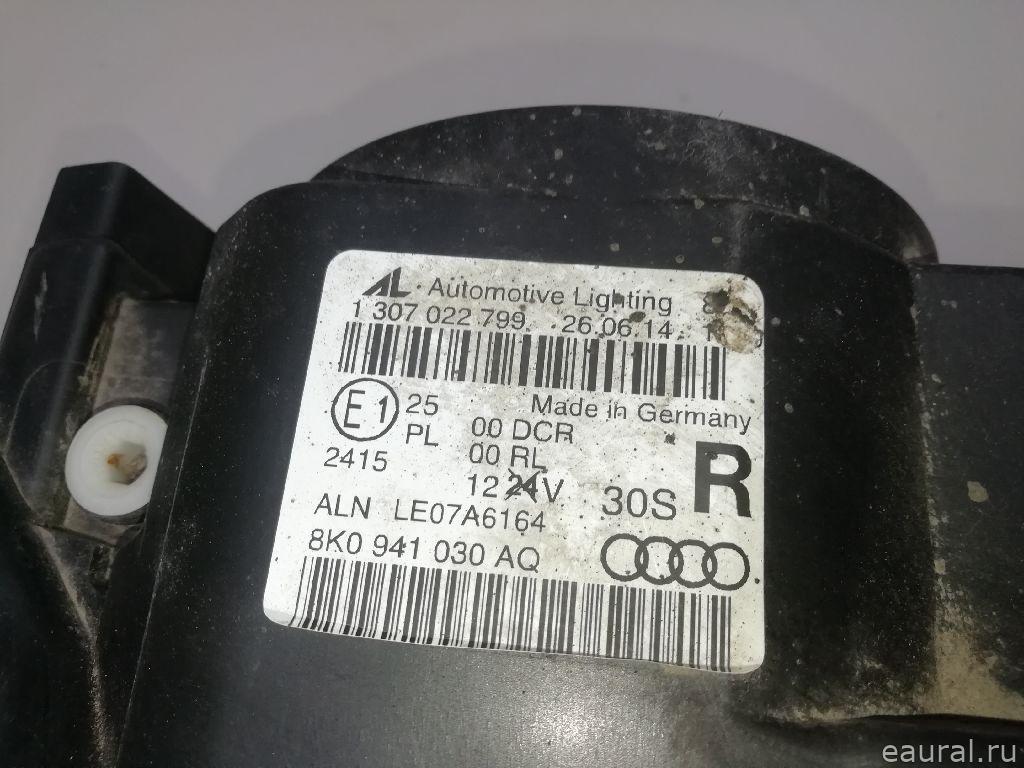 AL Automotive Lighting
1 307 022 799 26.06.14
E1 25 Made in Germany
PL 00 DCR
2415 00 RL R
12 24V 30S
ALN LE07A6164
8K0 941 030 AQ
eaural.ru